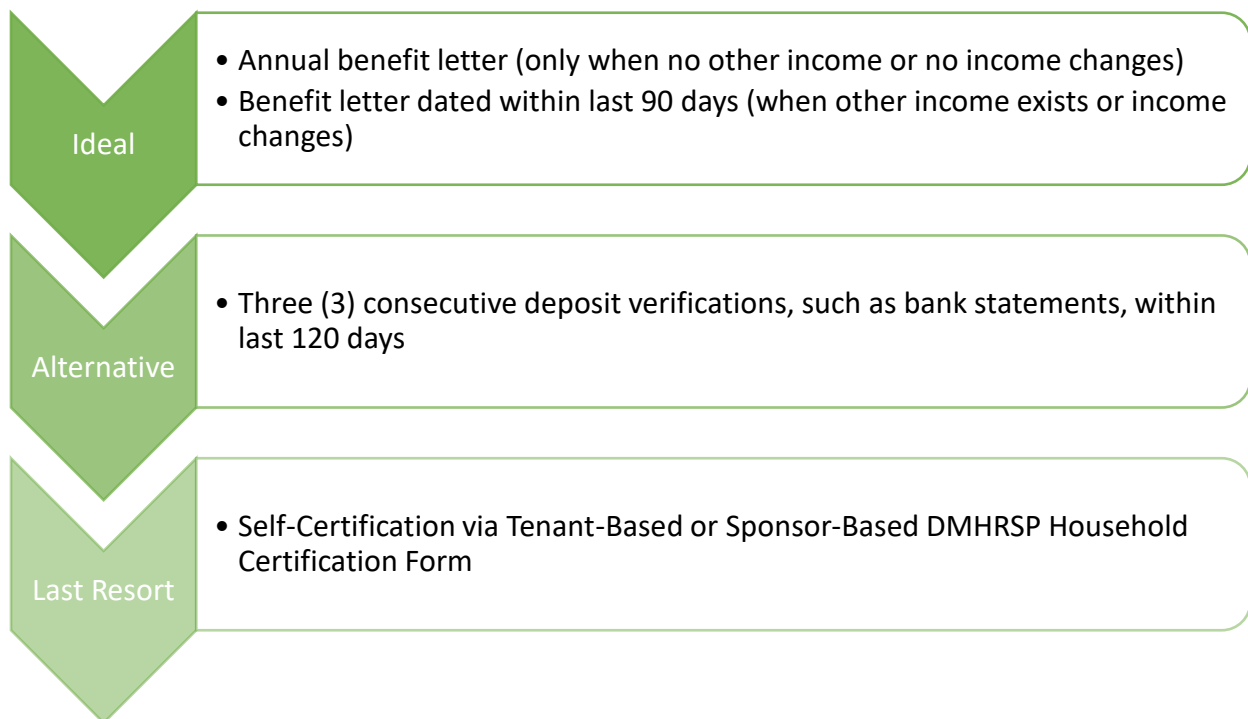 Ideal
• Annual benefit letter (only when no other income or no income changes)
• Benefit letter dated within last 90 days (when other income exists or income
changes)
Alternative
• Three (3) consecutive deposit verifications, such as bank statements, within
last 120 days
Last Resort
• Self-Certification via Tenant-Based or Sponsor-Based DMHRSP Household
Certification Form